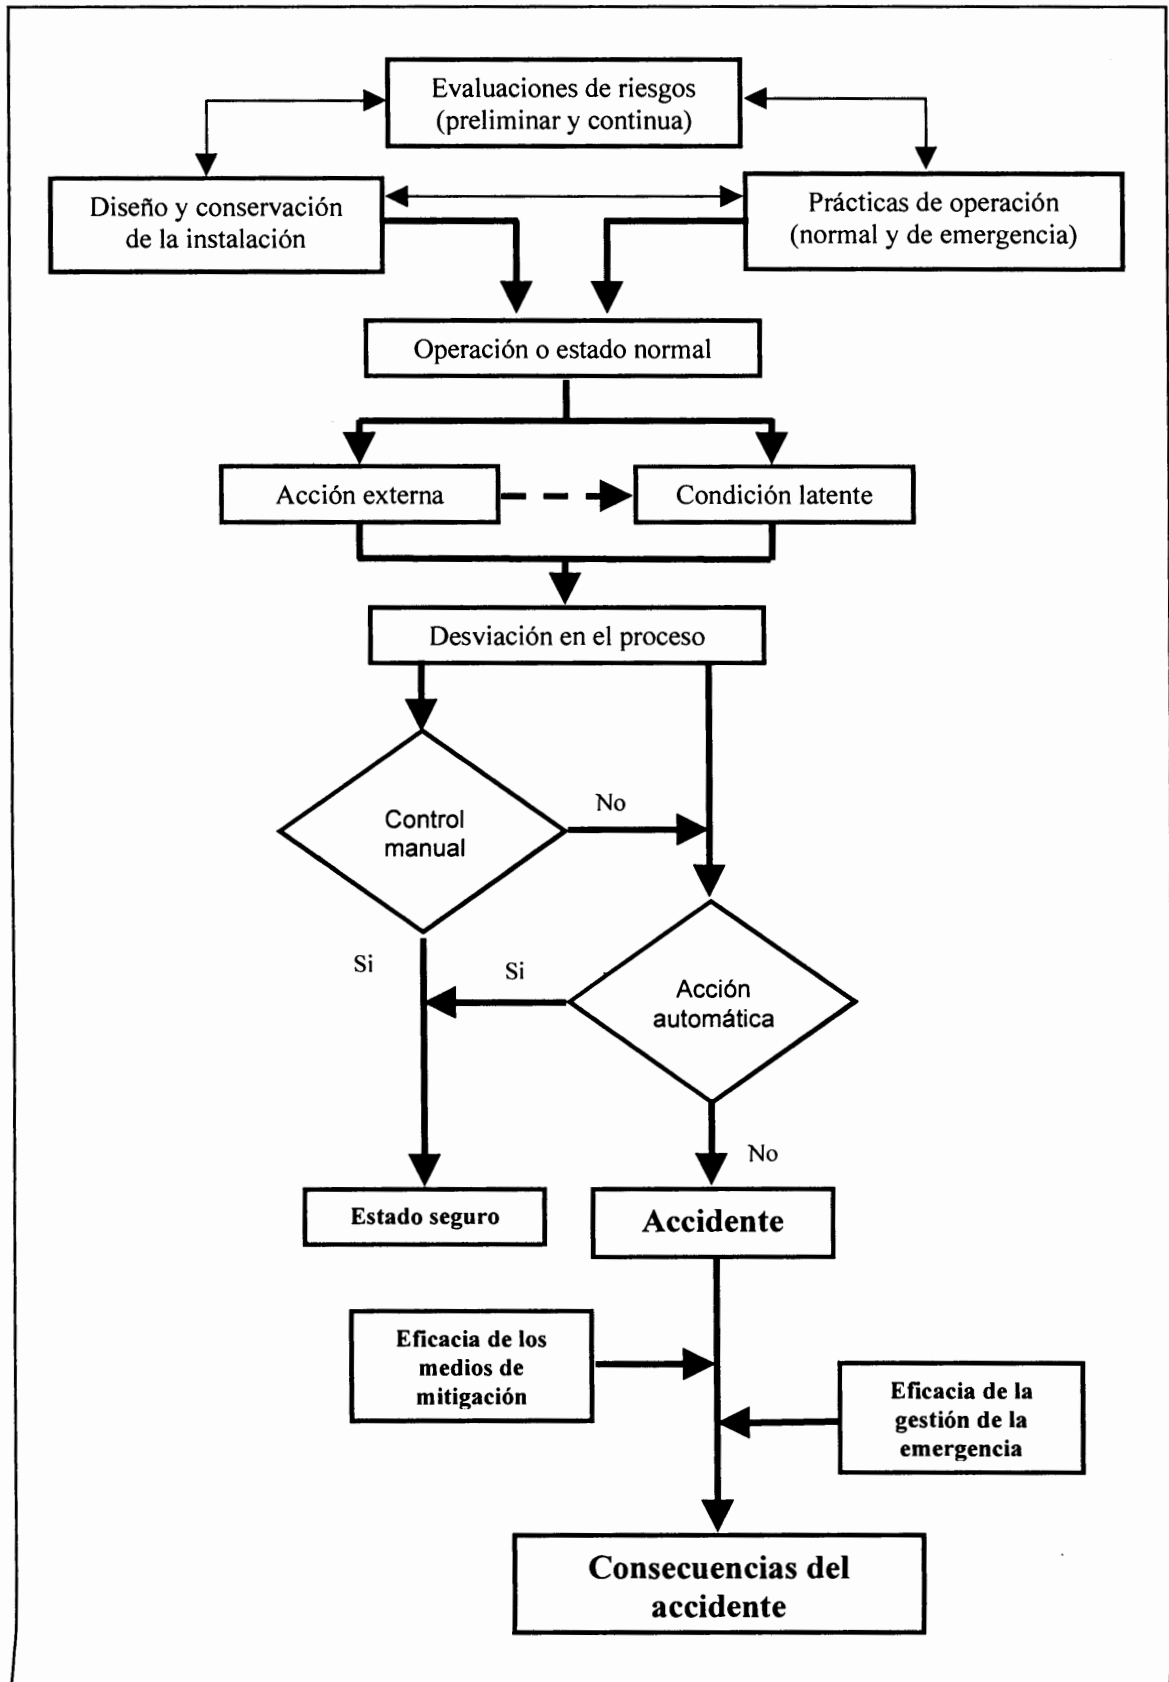 Evaluaciones de riesgos
(preliminar y continua)
Diseño y conservación
de la instalación
Prácticas de operación
(normal y de emergencia)
Operación o estado normal
Acción externa
Condición latente
Desviación en el proceso
Control
manual
No
Si
Si
Acción
automática
No
Estado seguro
Accidente
Eficacia de los
medios de
mitigación
Eficacia de la
gestión de la
emergencia
Consecuencias del
accidente